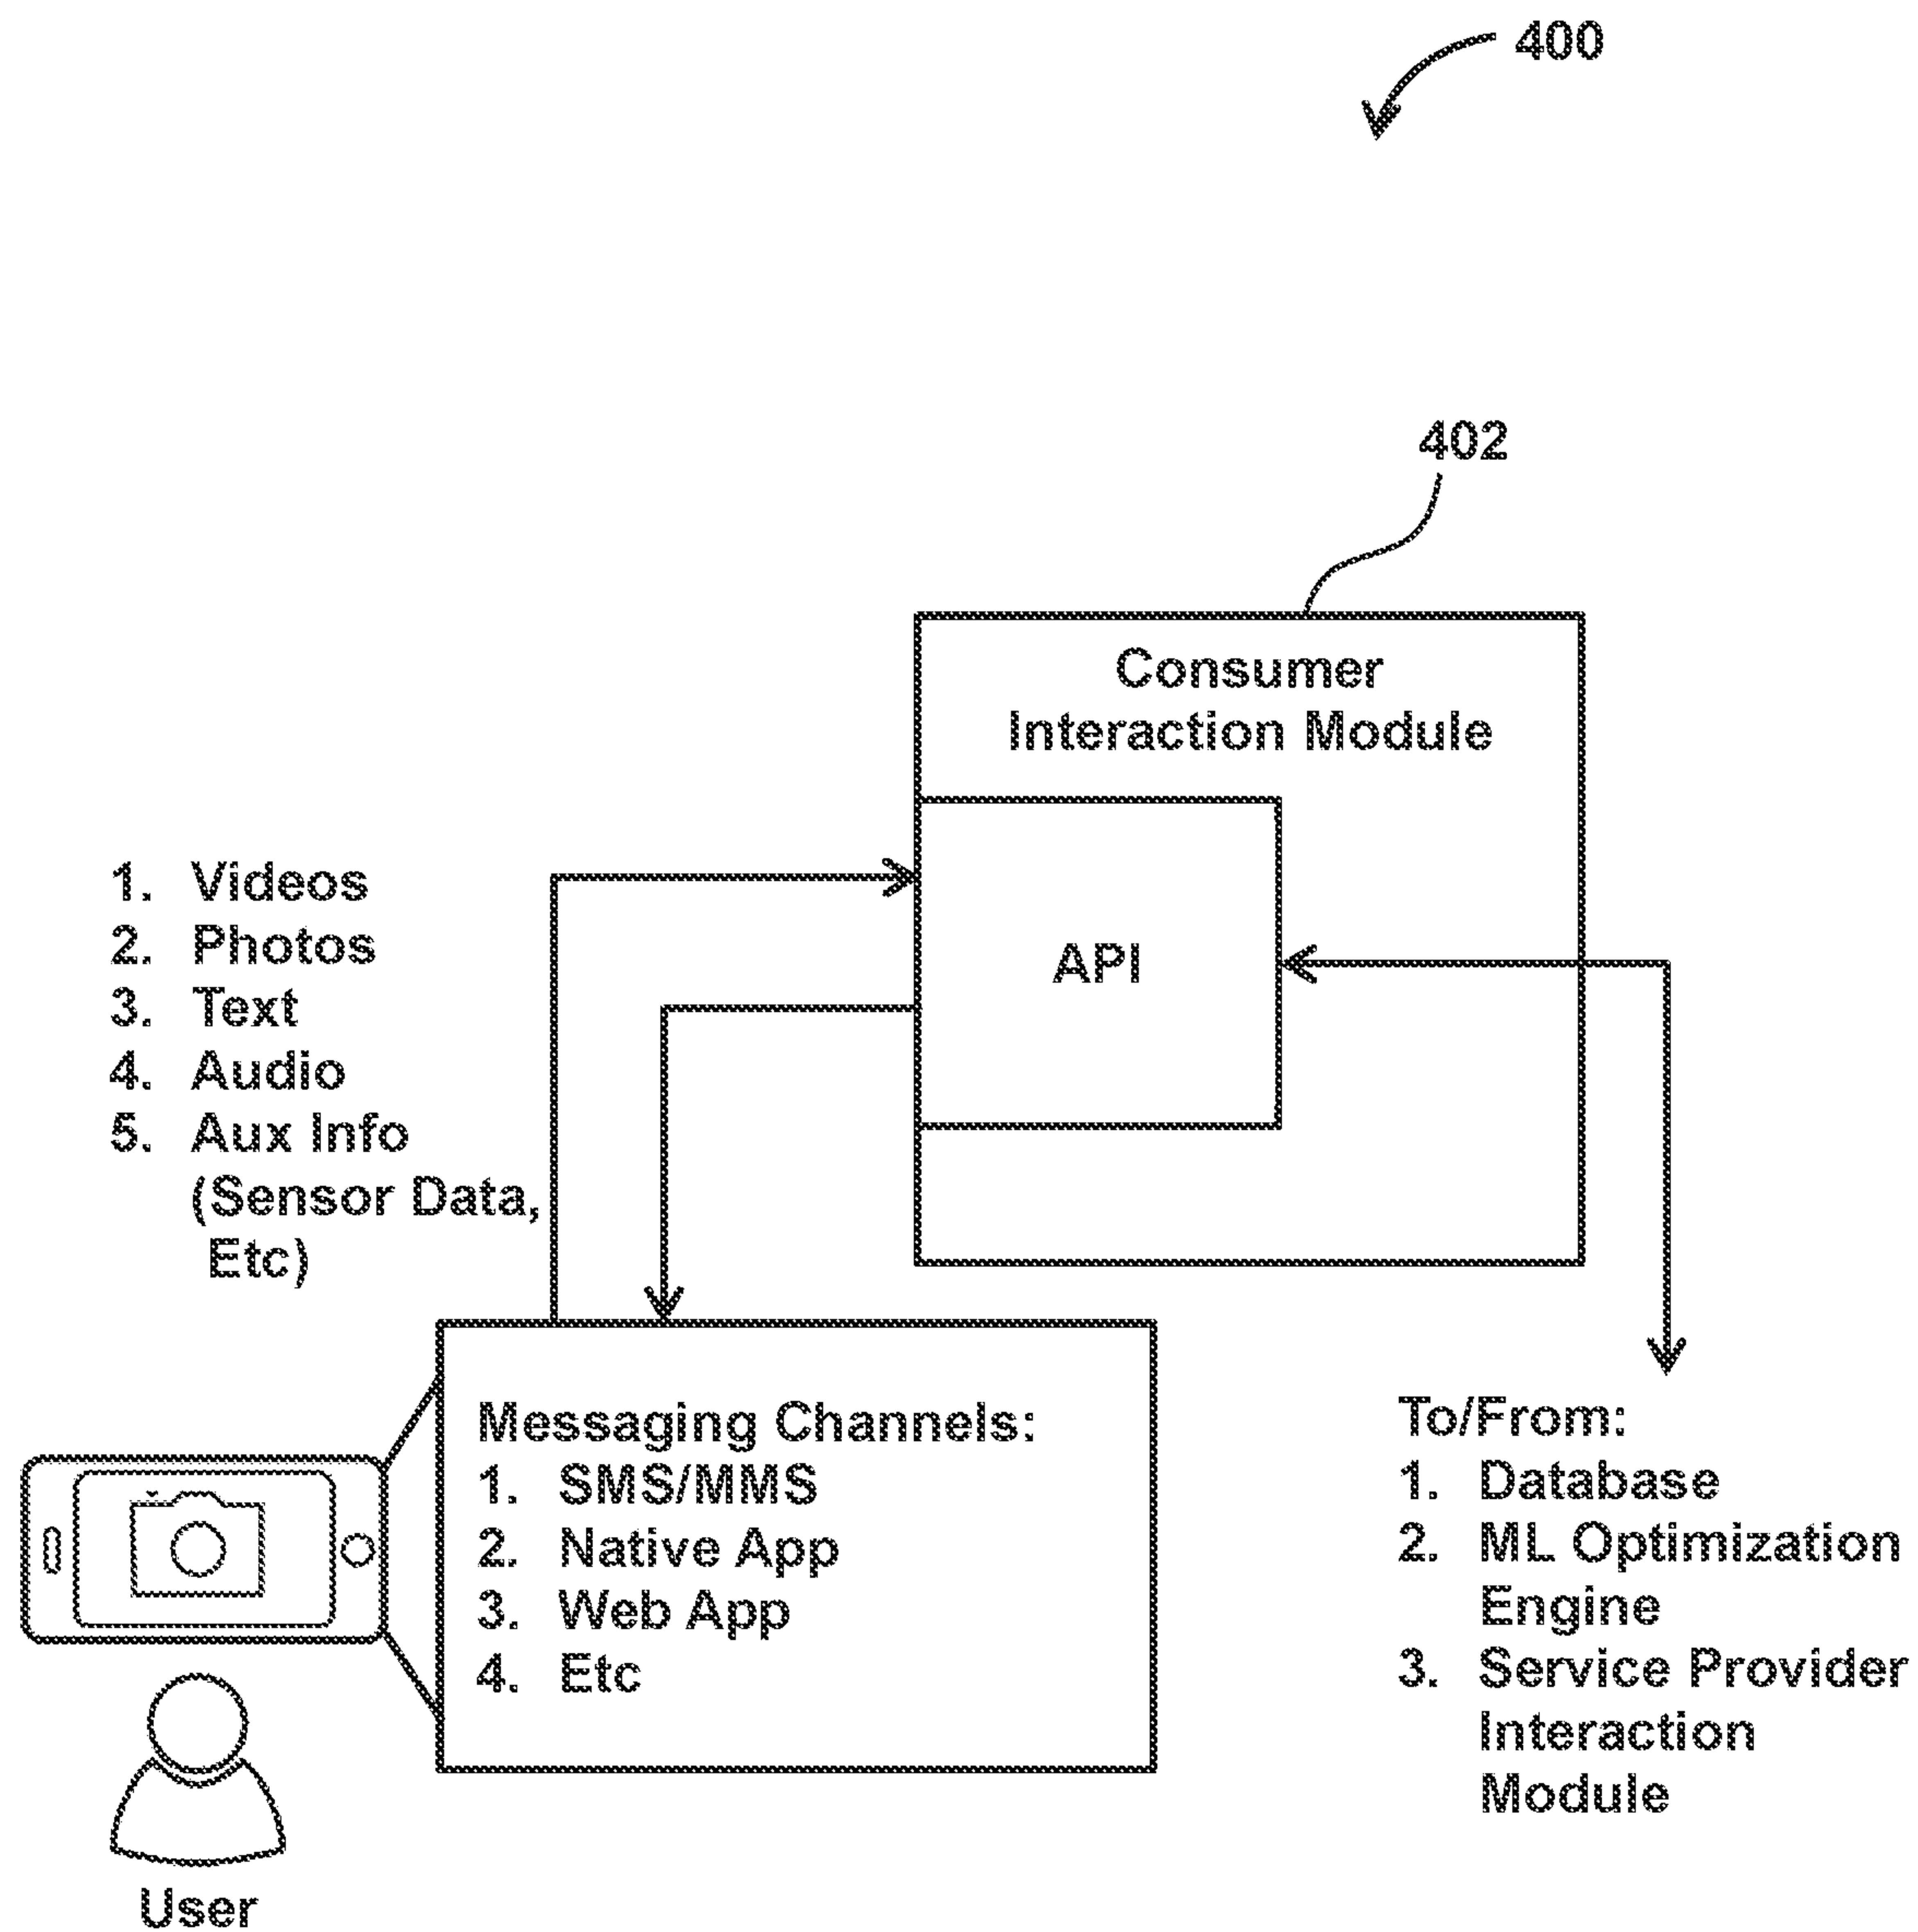 400
402
Consumer
Interaction Module
API
1. Videos
2. Photos
3. Text
4. Audio
5. Aux Info
(Sensor Data,
Etc)
Messaging Channels:
1. SMS/MMS
2. Native App
3. Web App
4. Etc
To/From:
1. Database
2. ML Optimization
Engine
3. Service Provider
Interaction
Module
User